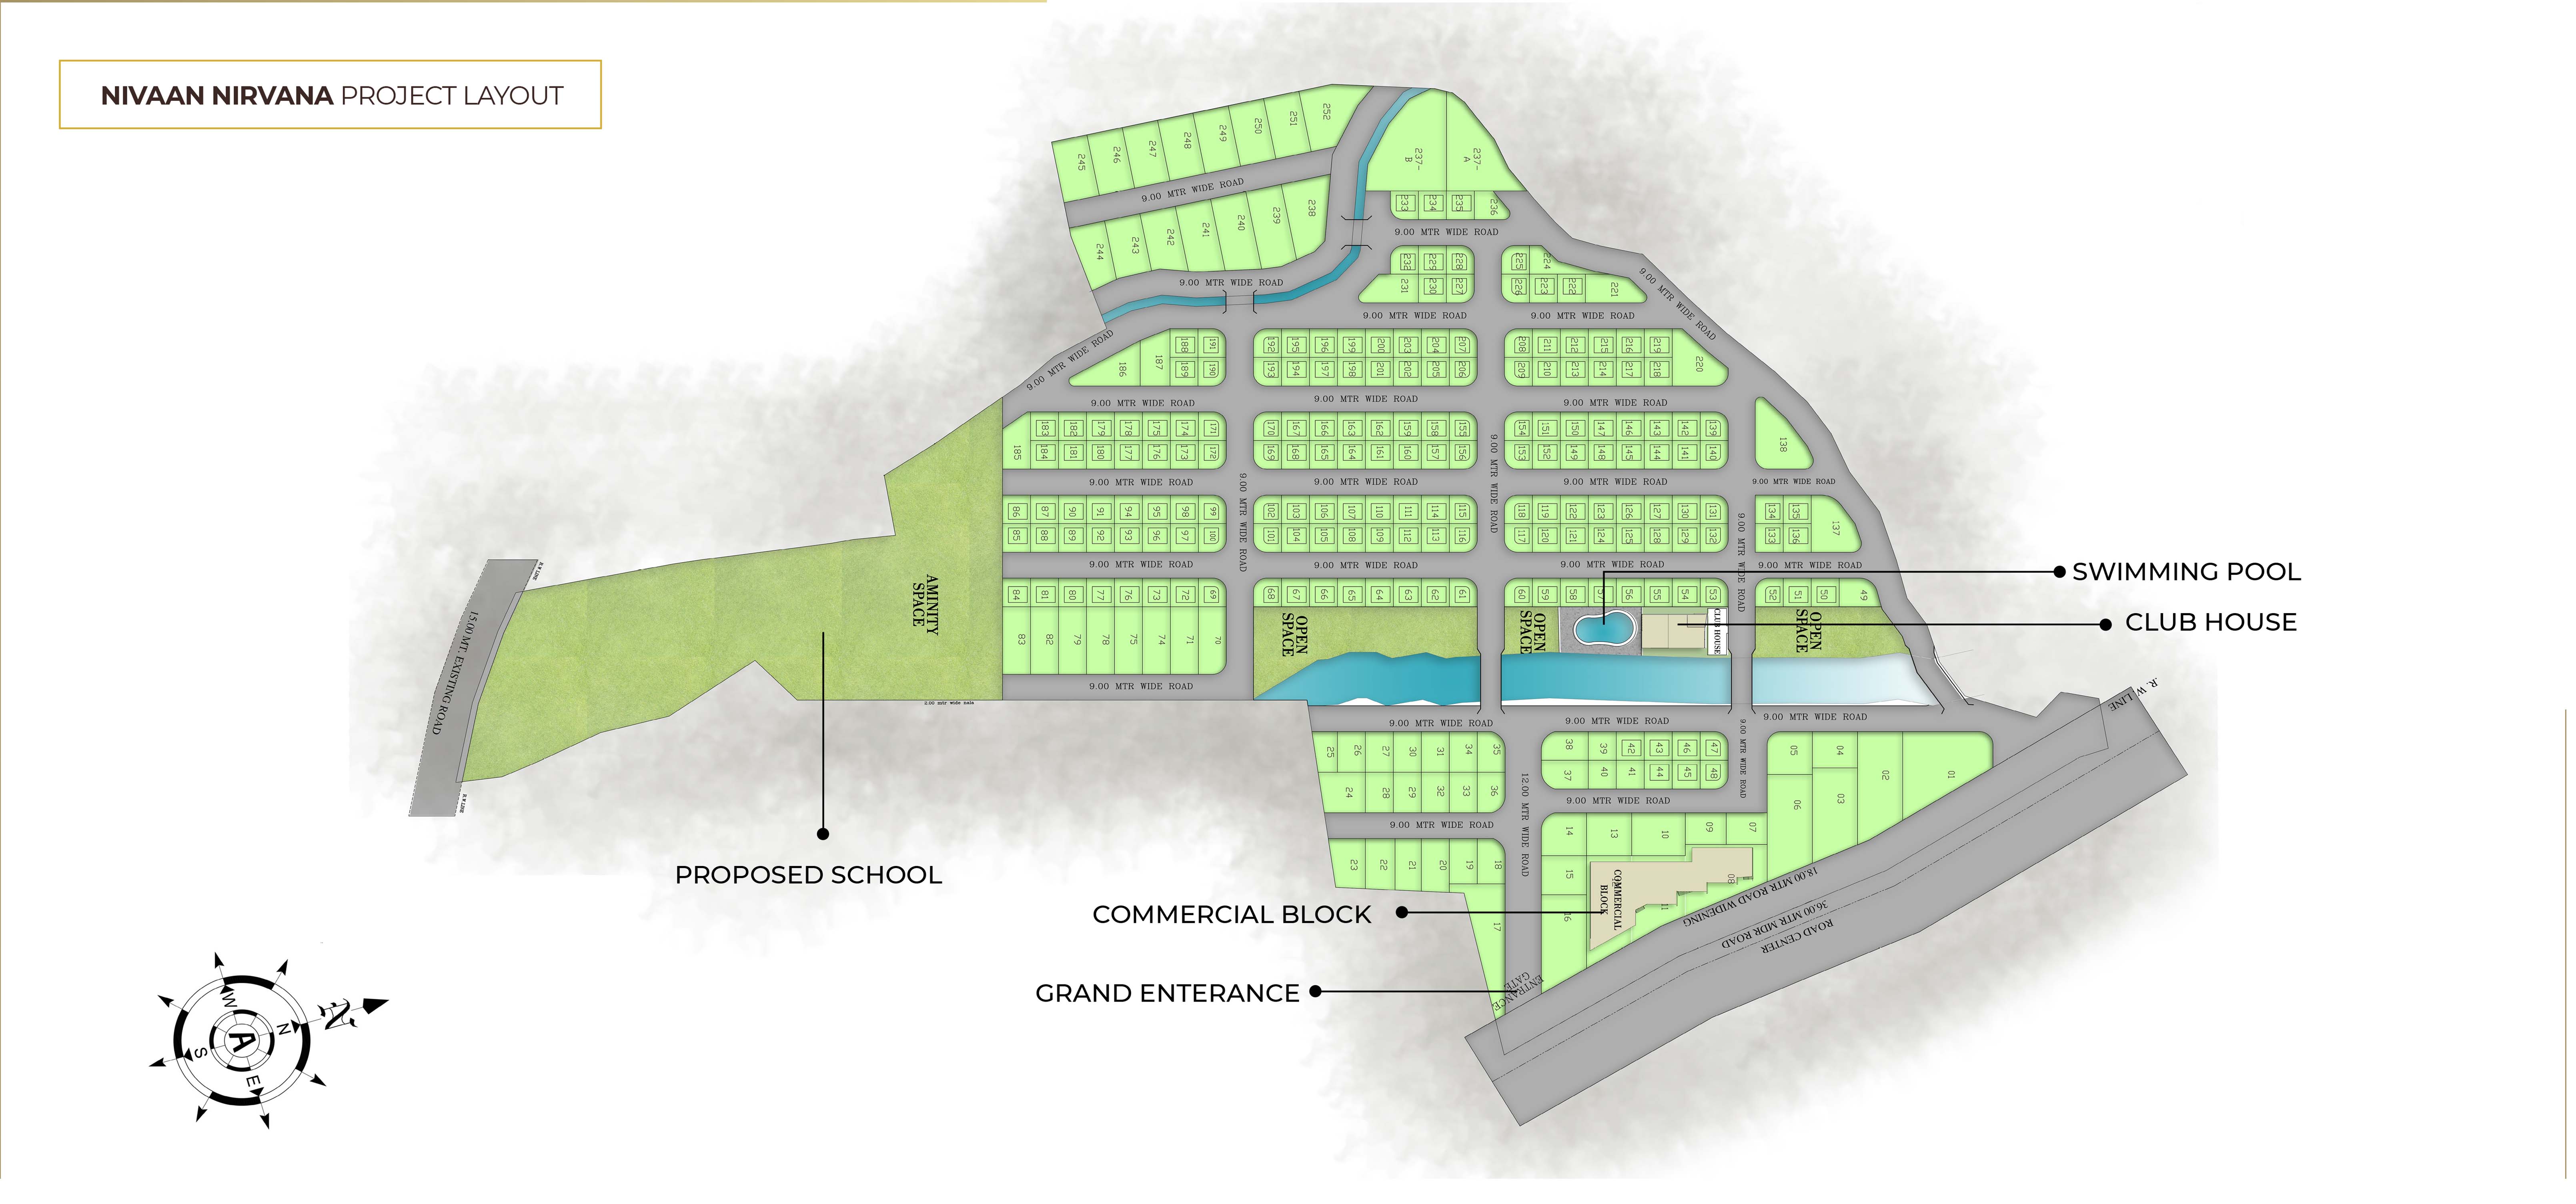 NIVAAN NIRVANA PROJECT LAYOUT
252
251
250
249
248
247
246
245
9.00 MTR WIDE ROAD
237-
B
237-
A
233
234
235
236
238
239
240
241
242
243
244
9.00 MTR WIDE ROAD
9.00 MTR WIDE ROAD
232 229 228
231 230 227
225 224
226 223 222 221
9.00 MTR WIDE ROAD
9.00 MTR WIDE ROAD
9.00 MTR WIDE ROAD
9.00 MTR WIDE ROAD
188 191
186 187 189 190
192 195 196 199 200 203 204 207
193 194 197 198 201 202 205 206
208 211 212 215 216 219
209 210 213 214 217 218 220
9.00 MTR WIDE ROAD
9.00 MTR WIDE ROAD
9.00 MTR WIDE ROAD
183 182 179 178 175 174 171
185 184 181 180 177 176 173 172
170 167 166 163 162 159 158 155
169 168 165 164 161 160 157 156
154 151 150 147 146 143 142 139
153 152 149 148 145 144 141 140
138
9.00 MTR WIDE ROAD
9.00 MTR WIDE ROAD
9.00 MTR WIDE ROAD
9.00 MTR WIDE ROAD
9.00 MTR WIDE ROAD
9.00 MTR WIDE ROAD
9.00 MTR WIDE ROAD
86 87 90 91 94 95 98 99
85 88 89 92 93 96 97 100
102 103 106 107 110 111 114 115
101 104 105 108 109 112 113 116
118 119 122 123 126 127 130 131
117 120 121 124 125 128 129 132
134 135
133 136 137
9.00 MTR WIDE ROAD
9.00 MTR WIDE ROAD
9.00 MTR WIDE ROAD
9.00 MTR WIDE ROAD
SWIMMING POOL
84 81 80 77 76 73 72 69
83 82 79 78 75 74 71 70
68 67 66 65 64 63 62 61
60 59 58 57 56 55 54 53
52 51 50 49
AMINITY
SPACE
OPEN
SPACE
OPEN
SPACE
CLUB HOUSE
OPEN
SPACE
CLUB HOUSE
R W LINE
15.00 MT. EXISTING ROAD
R W LINE
9.00 MTR WIDE ROAD
2.00 mtr wide nala
R. W LINE
9.00 MTR WIDE ROAD
9.00 MTR WIDE ROAD
9.00 MTR WIDE ROAD
25 26 27 30 31 34 35
24 28 29 32 33 36
38 39 42 43 46 47
37 40 41 44 45 48
9.00 MTR WIDE ROAD
05 04 02 01
06 03
12.00 MTR WIDE ROAD
9.00 MTR WIDE ROAD
9.00 MTR WIDE ROAD
14 13 10 09 07
23 22 21 20 19 18
15
08
16
11
17
PROPOSED SCHOOL
COMMERCIAL
BLOCK
18.00 MTR ROAD WIDENING
36.00 MTR MDR ROAD
ROAD CENTER
COMMERCIAL BLOCK
GRAND ENTERANCE
ENTRANCE
GATE
W
N
S
E
A
N